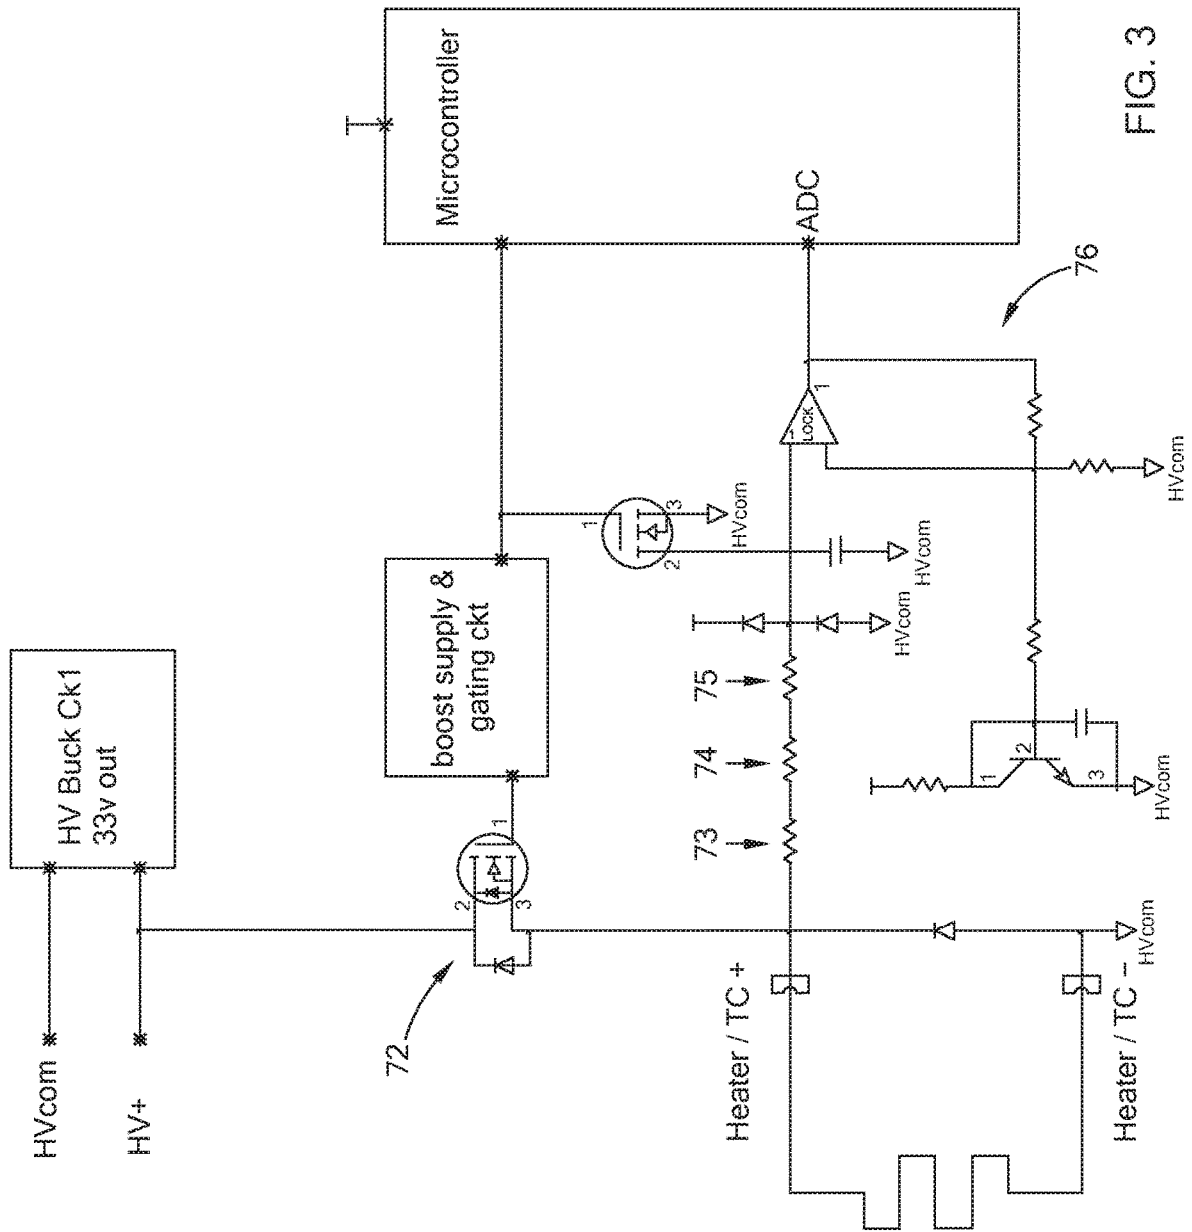 HVcom
HV+
HV Buck Ck1
33v out
72
2
3
1
boost supply &
gating ckt
Microcontroller
1
2
3
HVcom
ADC
Heater / TC +
73
74
75
HVcom
HVcom
1
LOCK
1
76
Heater / TC -
HVcom
1
2
3
HVcom
HVcom
FIG. 3